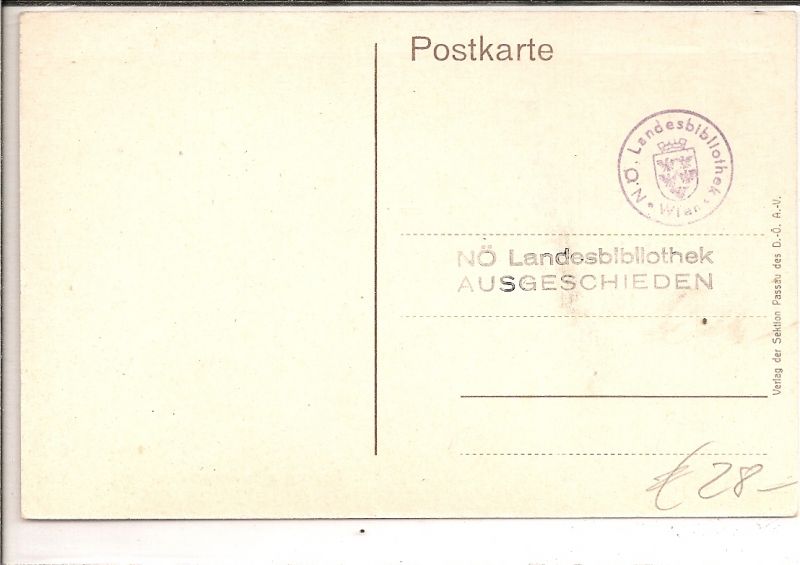 Postkarte
N.Ö. Landesbibliothek
Wien
NÖ Landesbibliothek
AUSGESCHIEDEN
Verlag der Sektion Passau des D.-Ö. A.-V.
€ 28-